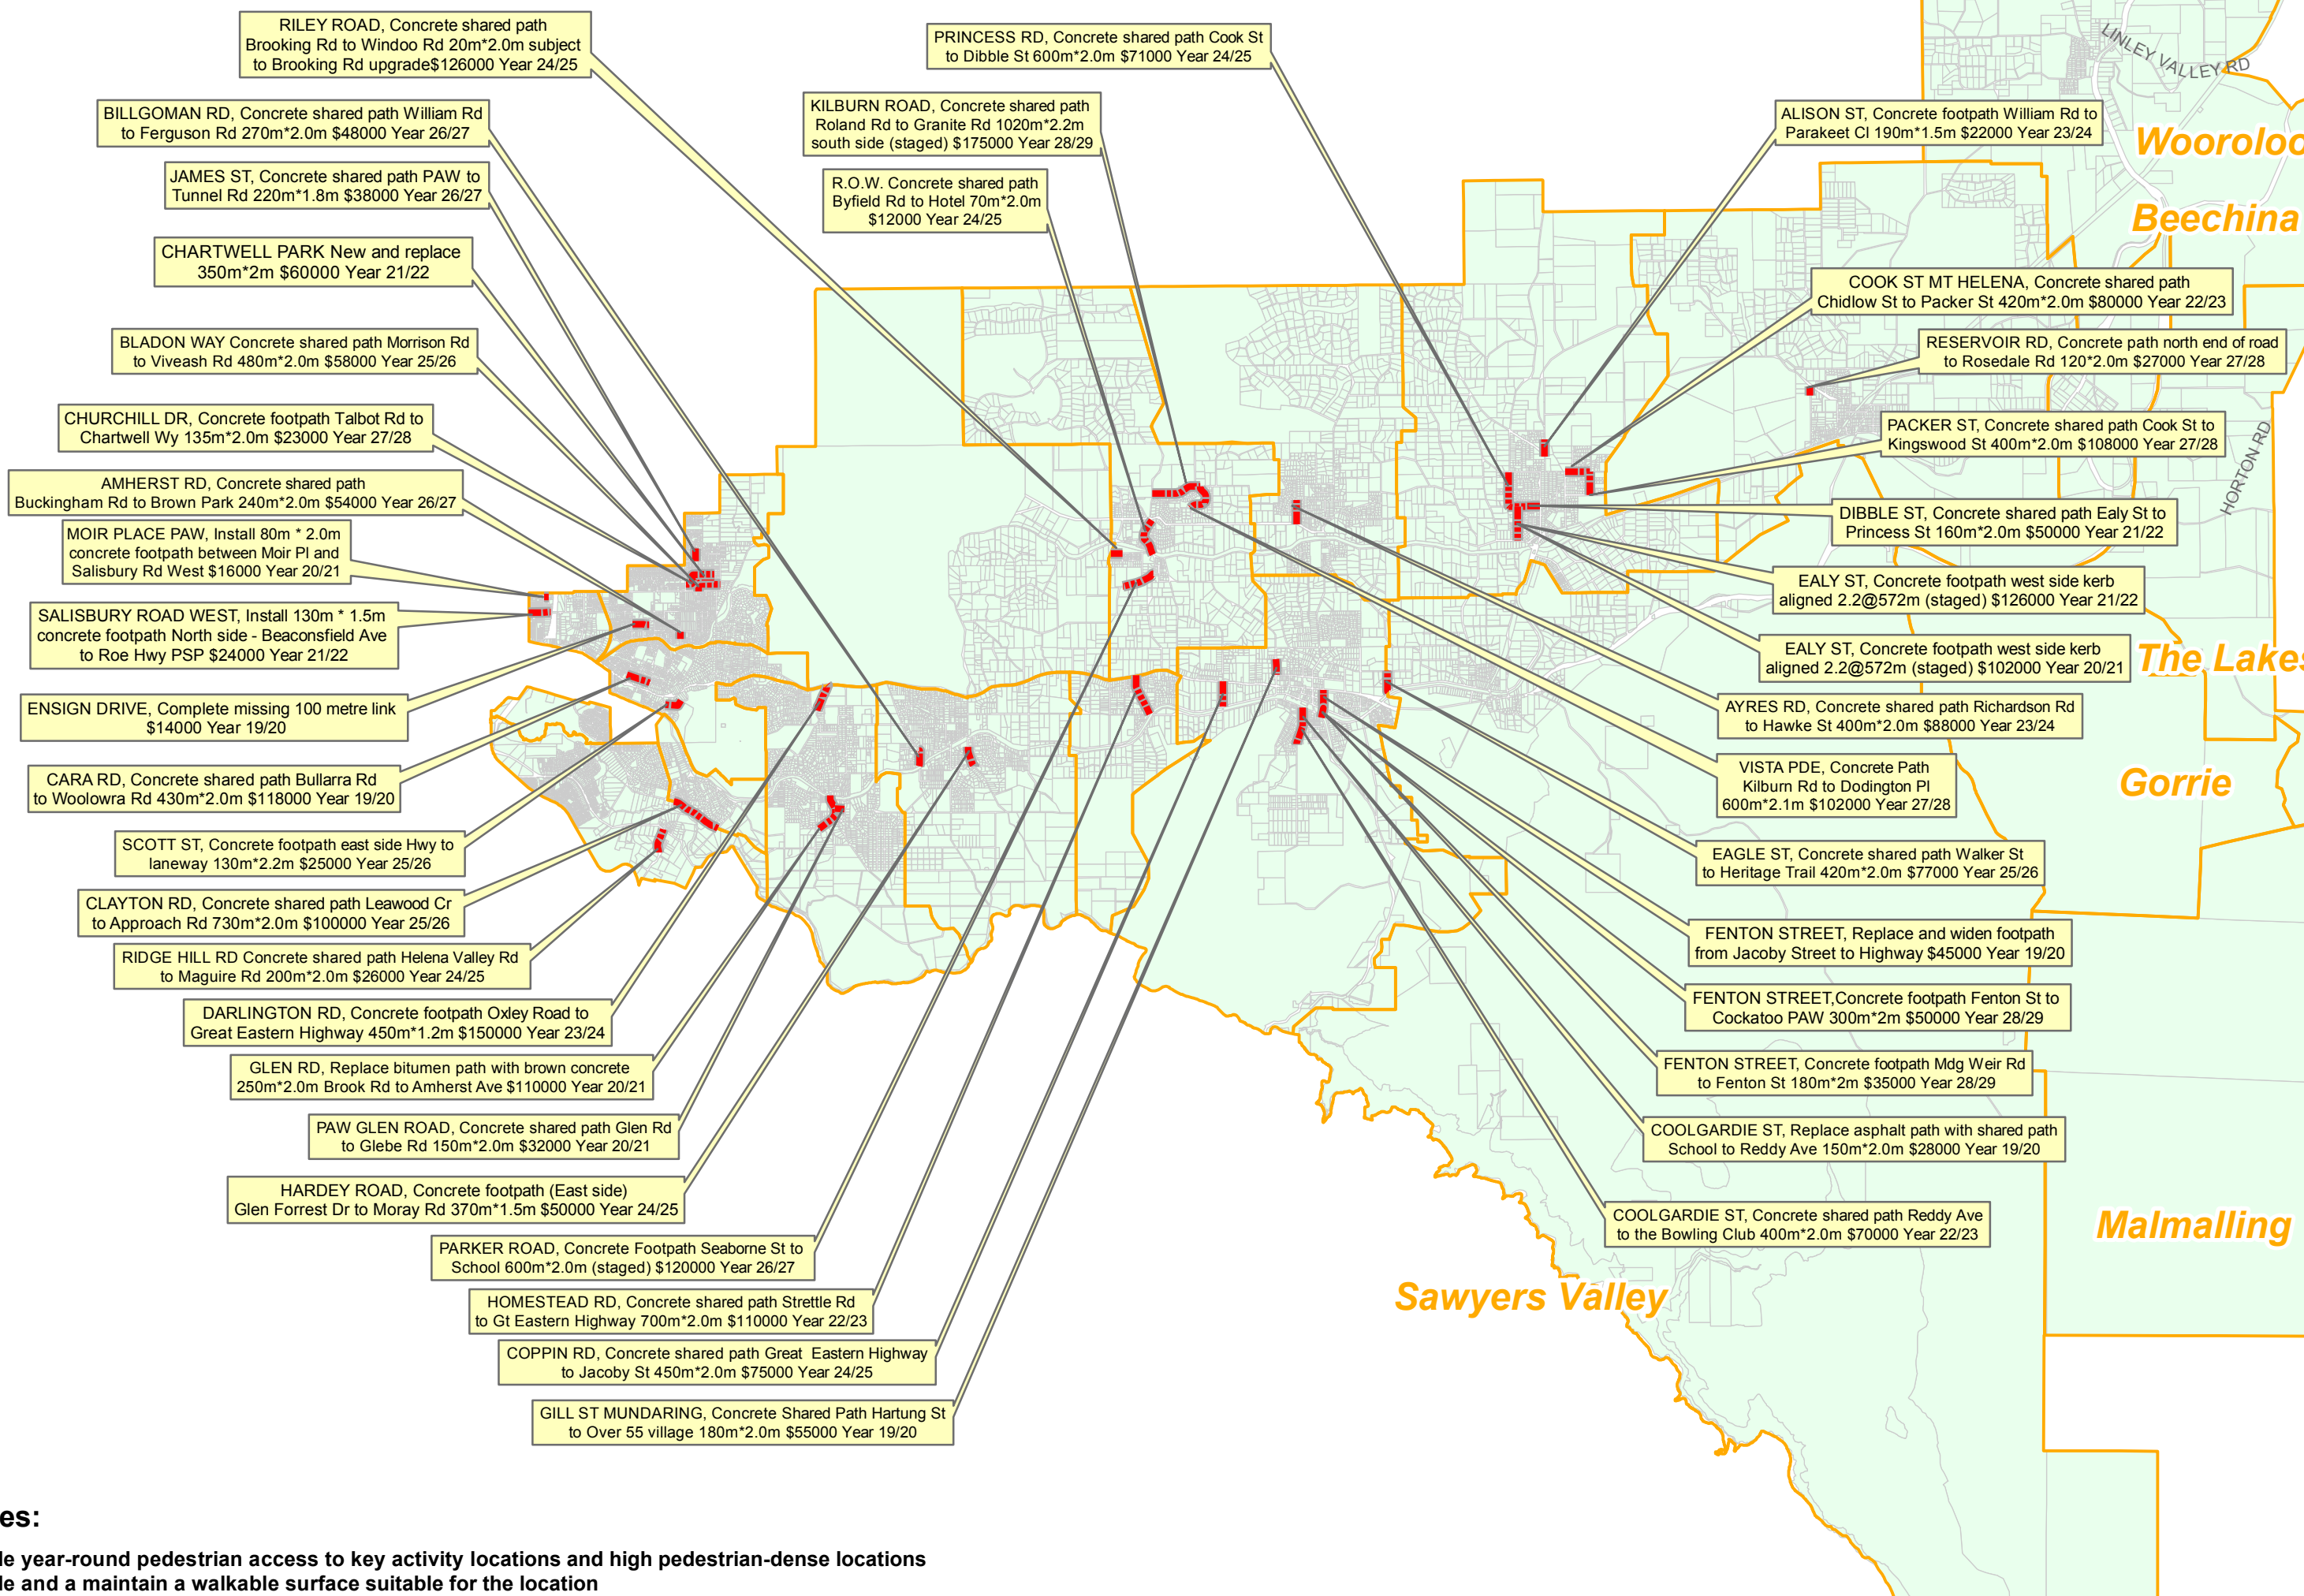 RILEY ROAD, Concrete shared path
Brooking Rd to Windoo Rd 20m*2.0m subject
to Brooking Rd upgrade$126000 Year 24/25
BILLGOMAN RD, Concrete shared path William Rd
to Ferguson Rd 270m*2.0m $48000 Year 26/27
JAMES ST, Concrete shared path PAW to
Tunnel Rd 220m*1.8m $38000 Year 26/27
CHARTWELL PARK New and replace
350m*2m $60000 Year 21/22
BLADON WAY Concrete shared path Morrison Rd
to Viveash Rd 480m*2.0m $58000 Year 25/26
CHURCHILL DR, Concrete footpath Talbot Rd to
Chartwell Wy 135m*2.0m $23000 Year 27/28
AMHERST RD, Concrete shared path
Buckingham Rd to Brown Park 240m*2.0m $54000 Year 26/27
MOIR PLACE PAW, Install 80m * 2.0m
concrete footpath between Moir Pl and
Salisbury Rd West $16000 Year 20/21
SALISBURY ROAD WEST, Install 130m * 1.5m
concrete footpath North side - Beaconsfield Ave
to Roe Hwy PSP $24000 Year 21/22
ENSIGN DRIVE, Complete missing 100 metre link
$14000 Year 19/20
CARA RD, Concrete shared path Bullarra Rd
to Woolowra Rd 430m*2.0m $118000 Year 19/20
SCOTT ST, Concrete footpath east side Hwy to
laneway 130m*2.2m $25000 Year 25/26
CLAYTON RD, Concrete shared path Leawood Cr
to Approach Rd 730m*2.0m $100000 Year 25/26
RIDGE HILL RD Concrete shared path Helena Valley Rd
to Maguire Rd 200m*2.0m $26000 Year 24/25
DARLINGTON RD, Concrete footpath Oxley Road to
Great Eastern Highway 450m*1.2m $150000 Year 23/24
GLEN RD, Replace bitumen path with brown concrete
250m*2.0m Brook Rd to Amherst Ave $110000 Year 20/21
PAW GLEN ROAD, Concrete shared path Glen Rd
to Glebe Rd 150m*2.0m $32000 Year 20/21
HARDEY ROAD, Concrete footpath (East side)
Glen Forrest Dr to Moray Rd 370m*1.5m $50000 Year 24/25
PARKER ROAD, Concrete Footpath Seaborne St to
School 600m*2.0m (staged) $120000 Year 26/27
HOMESTEAD RD, Concrete shared path Strettle Rd
to Gt Eastern Highway 700m*2.0m $110000 Year 22/23
COPPIN RD, Concrete shared path Great Eastern Highway
to Jacoby St 450m*2.0m $75000 Year 24/25
GILL ST MUNDARING, Concrete Shared Path Hartung St
to Over 55 village 180m*2.0m $55000 Year 19/20
PRINCESS RD, Concrete shared path Cook St
to Dibble St 600m*2.0m $71000 Year 24/25
KILBURN ROAD, Concrete shared path
Roland Rd to Granite Rd 1020m*2.2m
south side (staged) $175000 Year 28/29
R.O.W. Concrete shared path
Byfield Rd to Hotel 70m*2.0m
$12000 Year 24/25
LINLEY VALLEY RD
ALISON ST, Concrete footpath William Rd to
Parakeet Cl 190m*1.5m $22000 Year 23/24
Wooroloo
Beechina
COOK ST MT HELENA, Concrete shared path
Chidlow St to Packer St 420m*2.0m $80000 Year 22/23
RESERVOIR RD, Concrete path north end of road
to Rosedale Rd 120*2.0m $27000 Year 27/28
PACKER ST, Concrete shared path Cook St to
Kingswood St 400m*2.0m $108000 Year 27/28
HORTON RD
DIBBLE ST, Concrete shared path Ealy St to
Princess St 160m*2.0m $50000 Year 21/22
EALY ST, Concrete footpath west side kerb
aligned 2.2@572m (staged) $126000 Year 21/22
EALY ST, Concrete footpath west side kerb
aligned 2.2@572m (staged) $102000 Year 20/21
The Lakes
AYRES RD, Concrete shared path Richardson Rd
to Hawke St 400m*2.0m $88000 Year 23/24
VISTA PDE, Concrete Path
Kilburn Rd to Dodington Pl
600m*2.1m $102000 Year 27/28
Gorrie
EAGLE ST, Concrete shared path Walker St
to Heritage Trail 420m*2.0m $77000 Year 25/26
FENTON STREET, Replace and widen footpath
from Jacoby Street to Highway $45000 Year 19/20
FENTON STREET,Concrete footpath Fenton St to
Cockatoo PAW 300m*2m $50000 Year 28/29
FENTON STREET, Concrete footpath Mdg Weir Rd
to Fenton St 180m*2m $35000 Year 28/29
COOLGARDIE ST, Replace asphalt path with shared path
School to Reddy Ave 150m*2.0m $28000 Year 19/20
COOLGARDIE ST, Concrete shared path Reddy Ave
to the Bowling Club 400m*2.0m $70000 Year 22/23
Malmalling
Sawyers Valley
es:
le year-round pedestrian access to key activity locations and high pedestrian-dense locations
le and a maintain a walkable surface suitable for the location